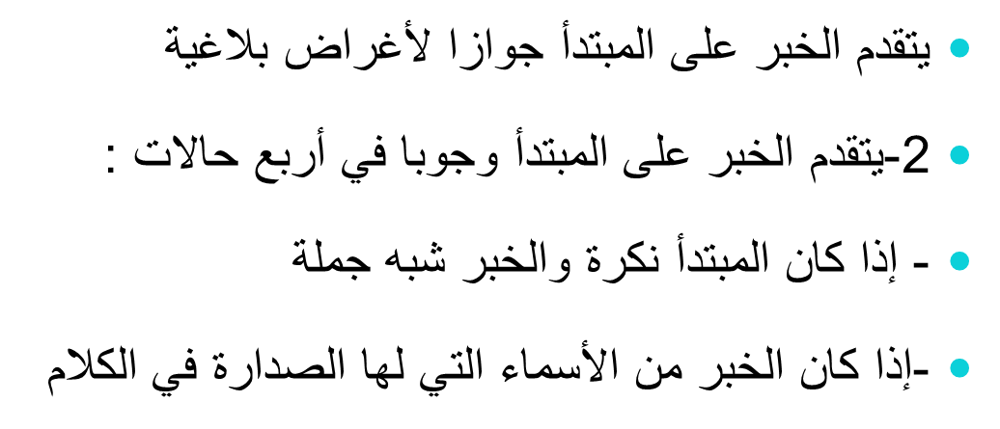 • يتقدم الخبر على المبتدأ جوازا لأغراض بلاغية
• 2-يتقدم الخبر على المبتدأ وجوبا في أربع حالات :
• - إذا كان المبتدأ نكرة والخبر شبه جملة
• -إذا كان الخبر من الأسماء التي لها الصدارة في الكلام